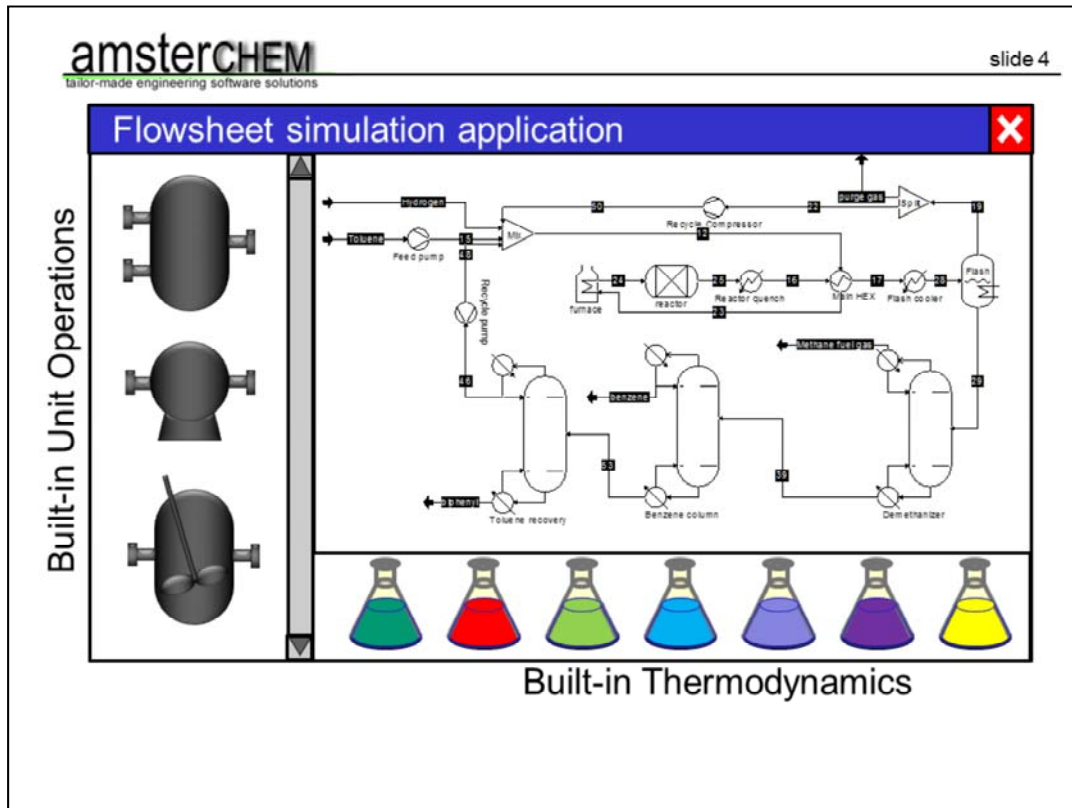 amsterCHEM
tailor-made engineering software solutions
slide 4
Flowsheet simulation application
X
Built-in Unit Operations
Hydrogen
Toluene
Feed pump
15
48
Mix
50
Recycle Compressor
22
purge gas
Split
19
12
24
furnace
reactor
25
Reactor quench
16
Main HEX
17
Flash cooler
28
Flash
23
Recycle pump
46
benzene
Methane fuel gas
29
biphenyl
Toluene recovery
53
Benzene column
39
Demethanizer
Built-in Thermodynamics